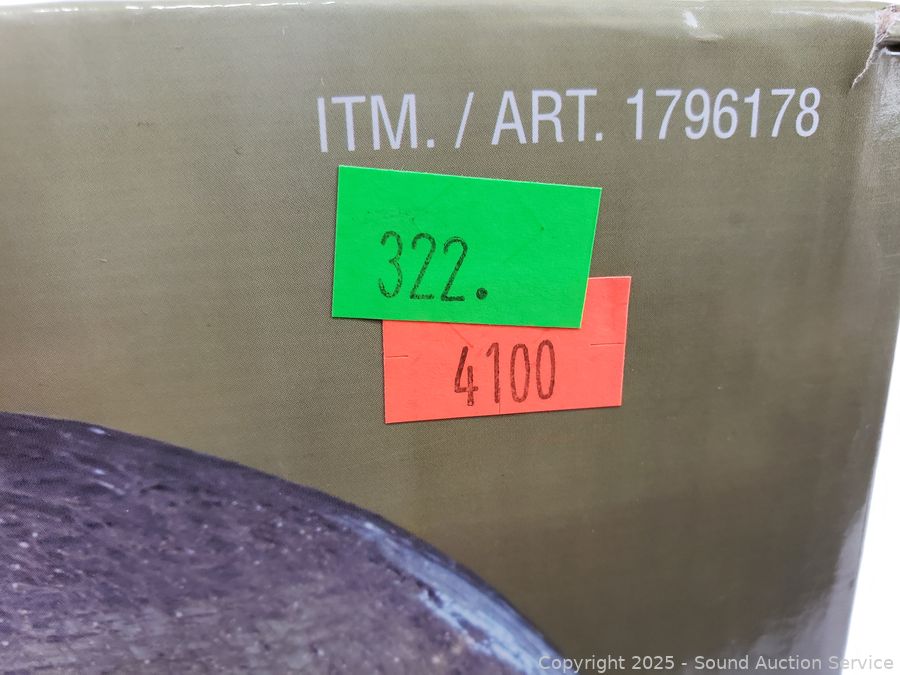 ITM. / ART. 1796178
322.
4100
Copyright 2025 - Sound Auction Service